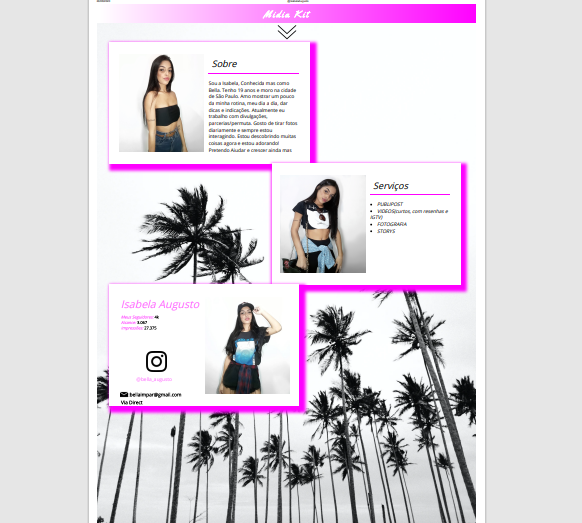 Mídia Kit
Sobre
Sou a Isabela, Conhecida mas como
Bella. Tenho 19 anos e moro na cidade
de São Paulo. Amo mostrar um pouco
da minha rotina, meu dia a dia, dar
dicas e indicações. Atualmente eu
trabalho com divulgações,
parcerias/permuta. Gosto de tirar fotos
diariamente e sempre estou
interagindo. Estou descobrindo muitas
coisas agora e estou adorando!
Pretendo Ajudar e crescer ainda mas
Serviços
• PUBLIPOST
• VIDEOS(curtos, com resenhas e
IGTV)
• FOTOGRAFIA
• STORYS
Isabela Augusto
Meus Seguidores: 4k
Alcance: 3.067
Impressões: 27.375
@bella_augusto
bellaimpar@gmail.com
Via Direct